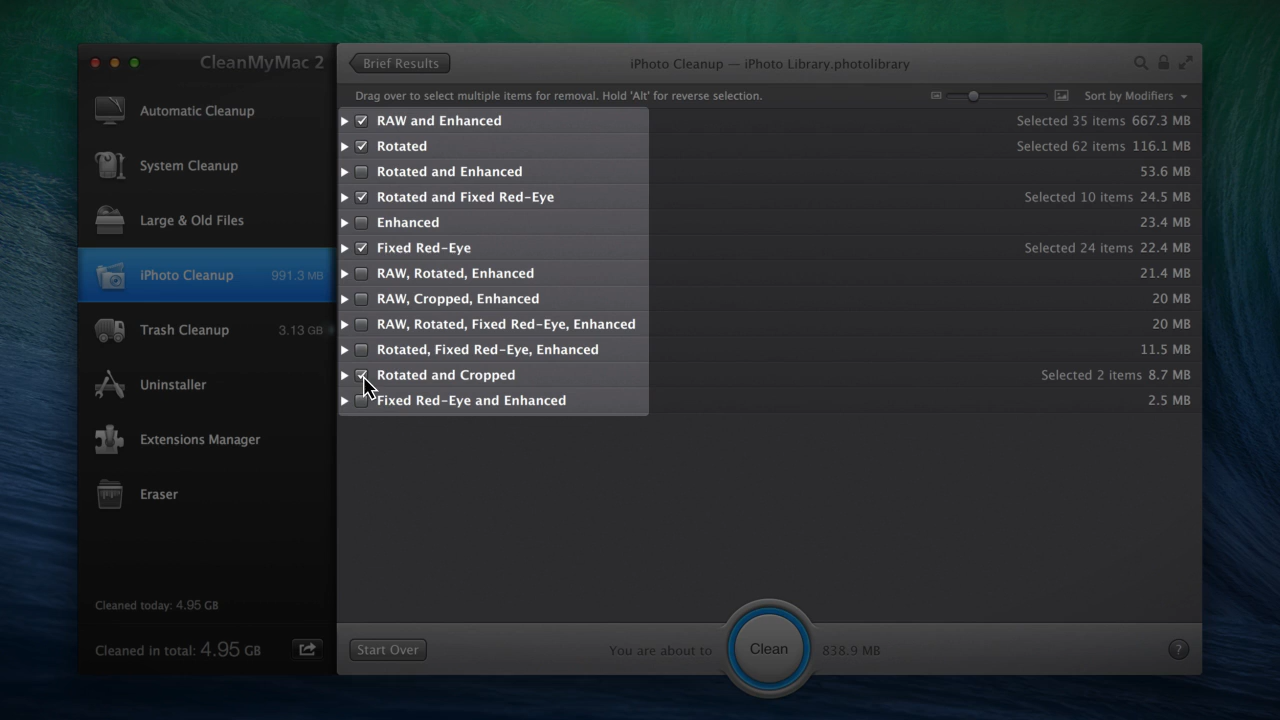 CleanMyMac 2
Automatic Cleanup
System Cleanup
Large & Old Files
iPhoto Cleanup 991.3 MB
Trash Cleanup 3.13 GB
Uninstaller
Extensions Manager
Eraser
Cleaned today: 4.95 GB
Cleaned in total: 4.95 GB
Brief Results
iPhoto Cleanup — iPhoto Library.photolibrary
Drag over to select multiple items for removal. Hold 'Alt' for reverse selection.
Sort by Modifiers
RAW and Enhanced Selected 35 items 667.3 MB
Rotated Selected 62 items 116.1 MB
Rotated and Enhanced 53.6 MB
Rotated and Fixed Red-Eye Selected 10 items 24.5 MB
Enhanced 23.4 MB
Fixed Red-Eye Selected 24 items 22.4 MB
RAW, Rotated, Enhanced 21.4 MB
RAW, Cropped, Enhanced 20 MB
RAW, Rotated, Fixed Red-Eye, Enhanced 20 MB
Rotated, Fixed Red-Eye, Enhanced 11.5 MB
Rotated and Cropped Selected 2 items 8.7 MB
Fixed Red-Eye and Enhanced 2.5 MB
Start Over
You are about to Clean 838.9 MB
?